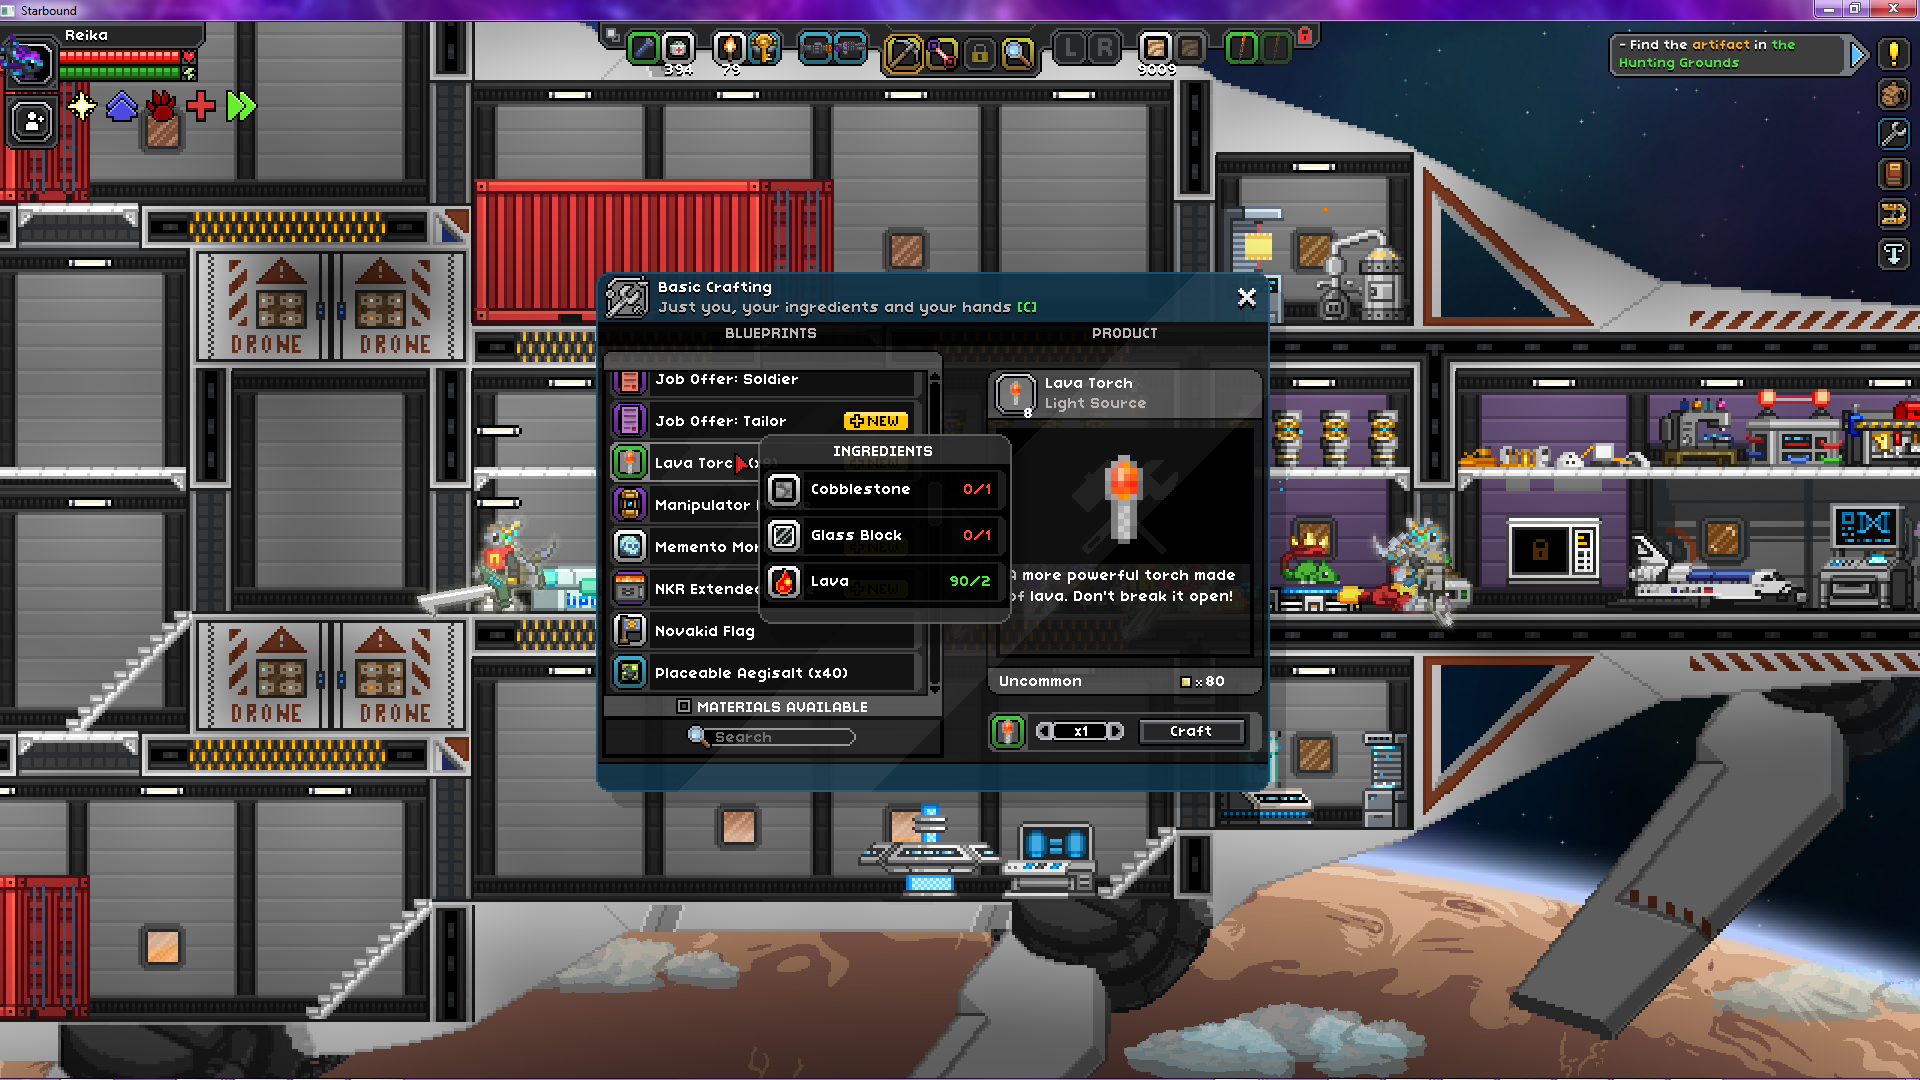 Starbound
Reika
394
79
L R
9009
- Find the artifact in the
Hunting Grounds
DRONE DRONE
Basic Crafting
Just you, your ingredients and your hands [C]
BLUEPRINTS
PRODUCT
Job Offer: Soldier
Job Offer: Tailor
NEW
Lava Torc
Manipulator
Memento Mor
NKR Extended
Novakid Flag
Placeable Aegisalt (x40)
MATERIALS AVAILABLE
Search
INGREDIENTS
Cobblestone 0/1
Glass Block 0/1
Lava 90/2
Lava Torch
Light Source
8
A more powerful torch made
of lava. Don't break it open!
Uncommon
x80
x1
Craft
DRONE DRONE